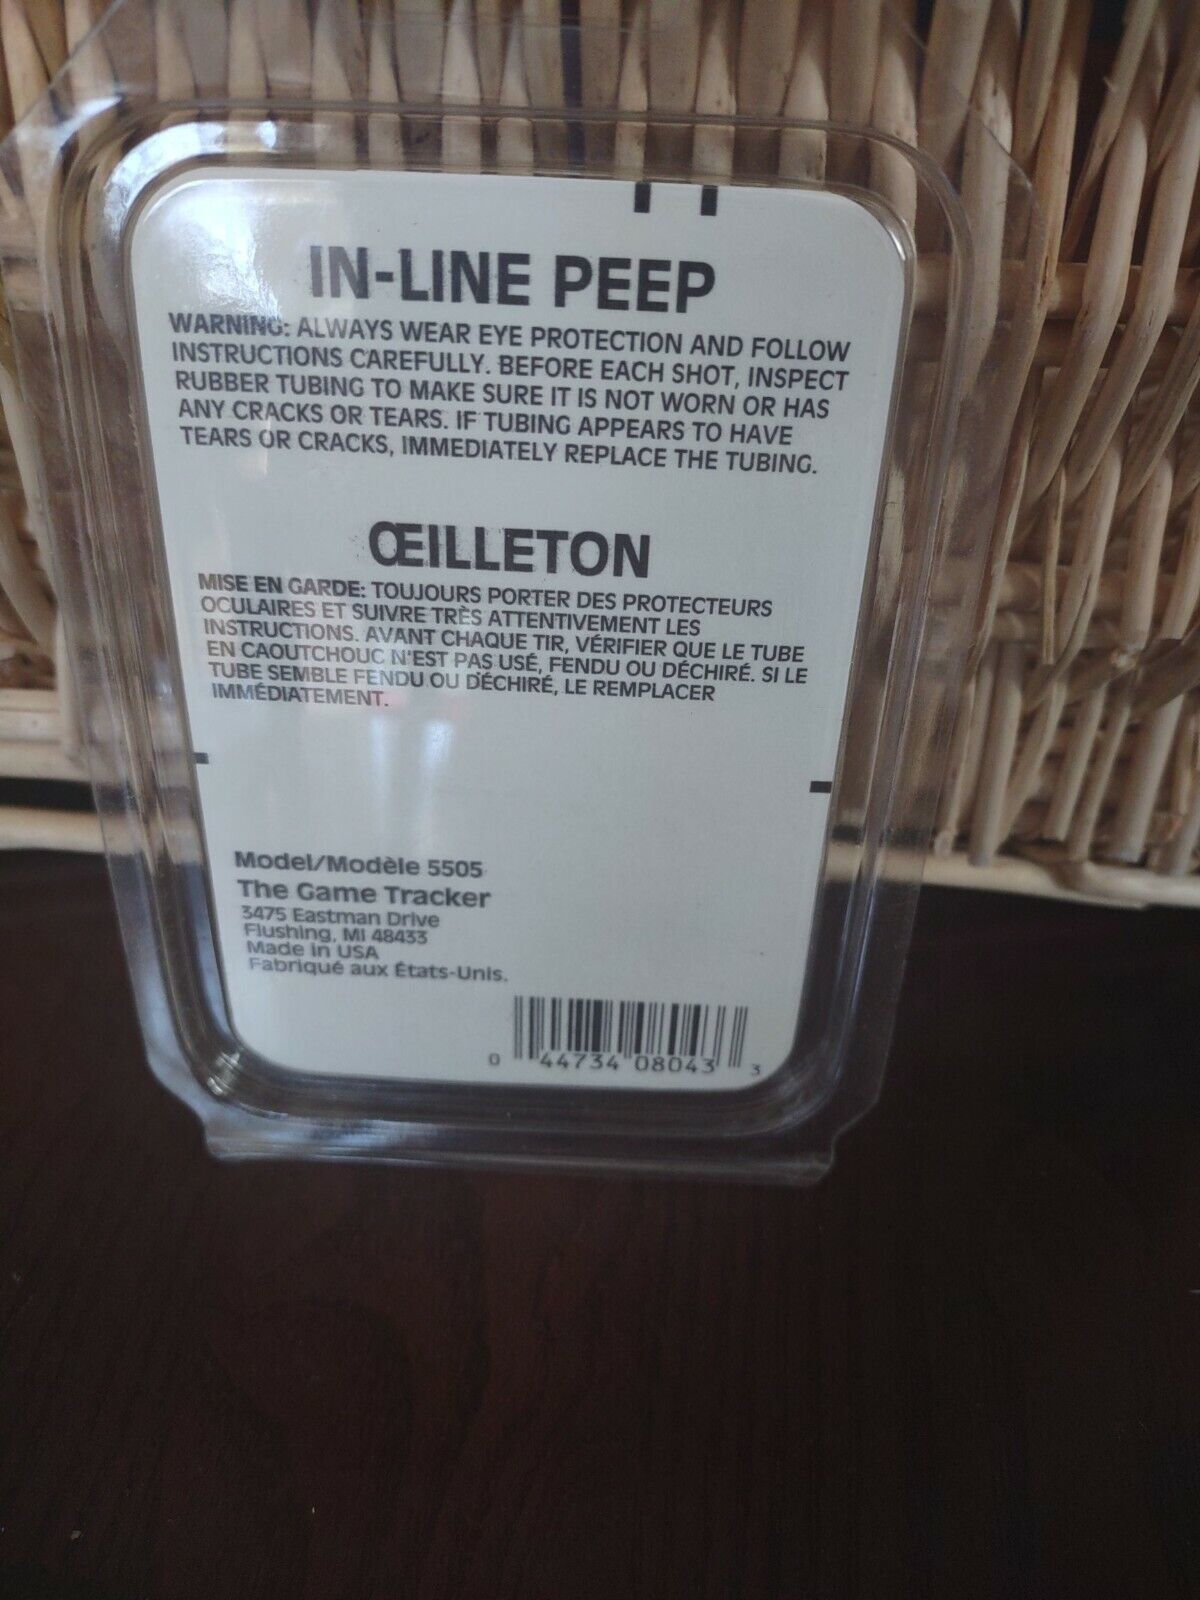 IN-LINE PEEP
WARNING: ALWAYS WEAR EYE PROTECTION AND FOLLOW
INSTRUCTIONS CAREFULLY. BEFORE EACH SHOT, INSPECT
RUBBER TUBING TO MAKE SURE IT IS NOT WORN OR HAS
ANY CRACKS OR TEARS. IF TUBING APPEARS TO HAVE
TEARS OR CRACKS, IMMEDIATELY REPLACE THE TUBING.
ŒILLETON
MISE EN GARDE: TOUJOURS PORTER DES PROTECTEURS
OCULAIRES ET SUIVRE TRÈS ATTENTIVEMENT LES
INSTRUCTIONS. AVANT CHAQUE TIR, VÉRIFIER QUE LE TUBE
EN CAOUTCHOUC N'EST PAS USÉ, FENDU OU DÉCHIRÉ. SI LE
TUBE SEMBLE FENDU OU DÉCHIRÉ, LE REMPLACER
IMMÉDIATEMENT.
Model/Modèle 5505
The Game Tracker
3475 Eastman Drive
Flushing, MI 48433
Made in USA
Fabriqué aux États-Unis.
0 44734 08043 3